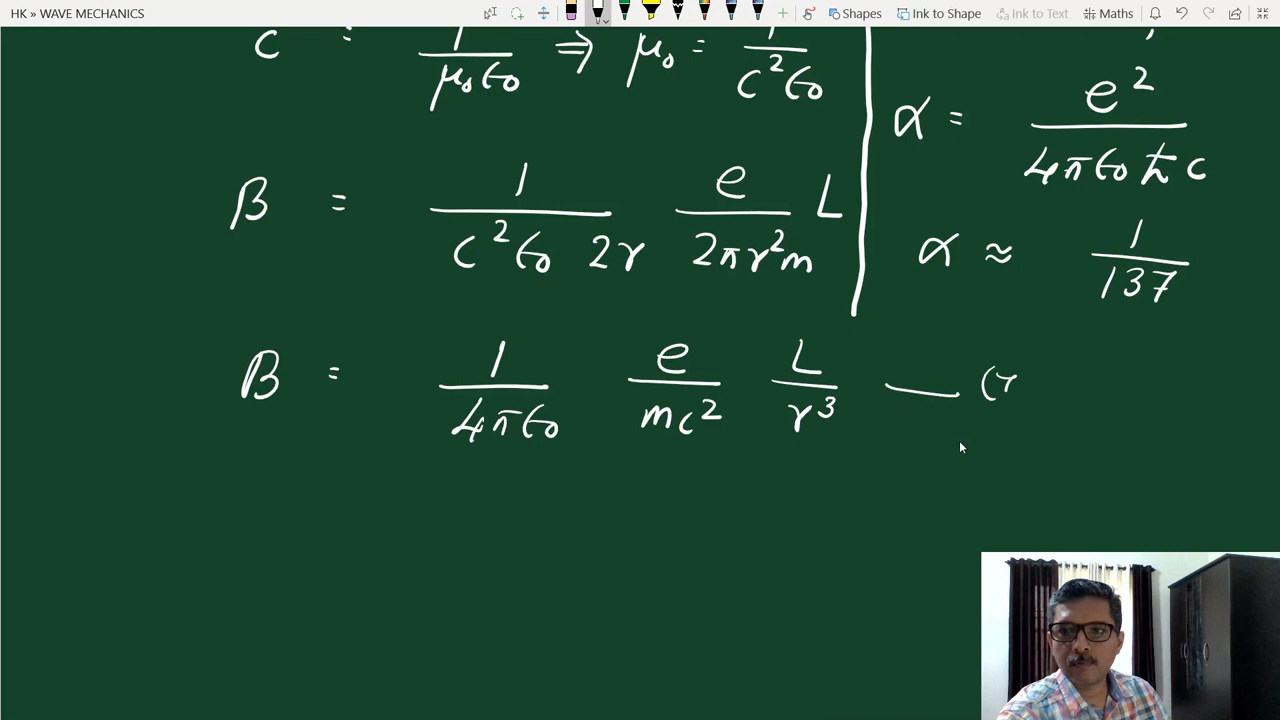 HK » WAVE MECHANICS
Shapes Ink to Shape Ink to Text Maths
C : 1/μ₀ϵ₀ ⇒ μ₀ = 1/C²ϵ₀
α = e²/4πϵ₀ℏc
B = 1/C²ϵ₀ 2r e/2πr²m L
α ≈ 1/137
B = 1/4πϵ₀ e/mc² L/r³ — (